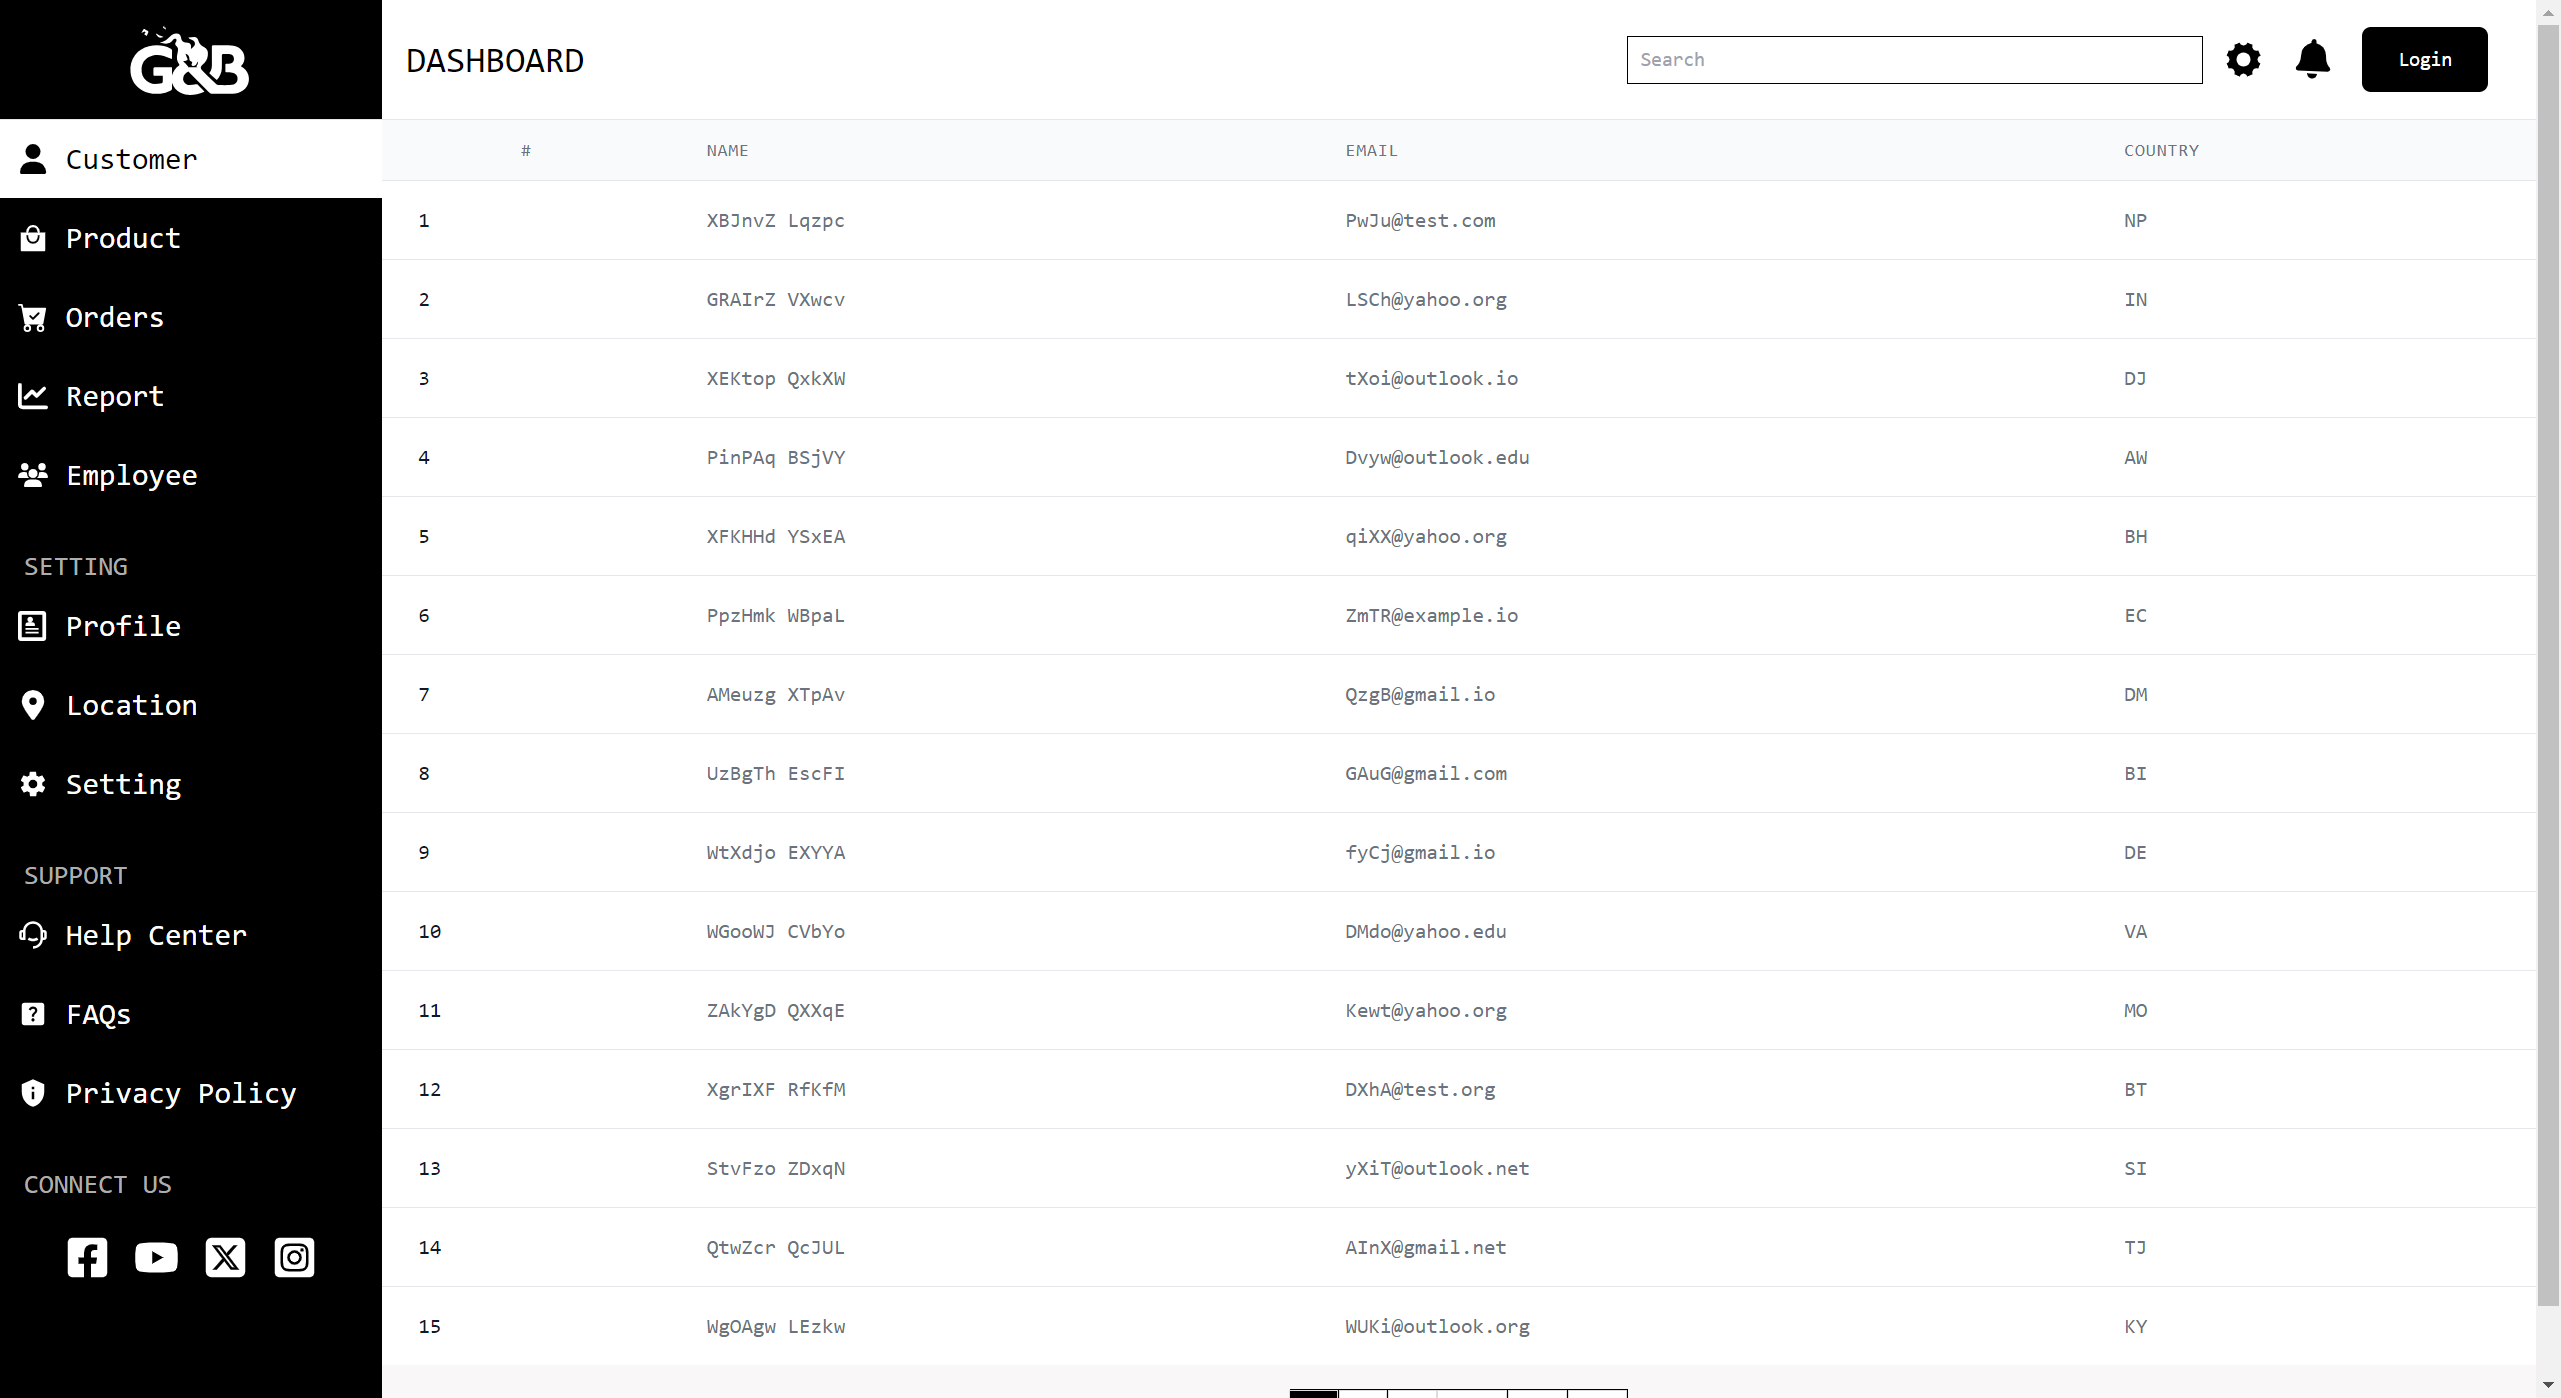 G&B
DASHBOARD
Search
Login
Customer
Product
Orders
Report
Employee
SETTING
Profile
Location
Setting
SUPPORT
Help Center
FAQs
Privacy Policy
CONNECT US
# NAME EMAIL COUNTRY
1 XBJnvZ Lqzpc PwJu@test.com NP
2 GRAIrZ VXwcv LSCh@yahoo.org IN
3 XEKtop QxkXW tXoi@outlook.io DJ
4 PinPAq BSjVY Dvyw@outlook.edu AW
5 XFKHHd YSxEA qiXX@yahoo.org BH
6 PpzHmk WBpaL ZmTR@example.io EC
7 AMeuzg XTpAv QzgB@gmail.io DM
8 UzBgTh EscFI GAuG@gmail.com BI
9 WtXdjo EXYYA fyCj@gmail.io DE
10 WGooWJ CVbYo DMdo@yahoo.edu VA
11 ZAkYgD QXXqE Kewt@yahoo.org MO
12 XgrIXF RfKfM DXhA@test.org BT
13 StvFzo ZDxqN yXiT@outlook.net SI
14 QtwZcr QcJUL AInX@gmail.net TJ
15 WgOAgw LEzkw WUKi@outlook.org KY